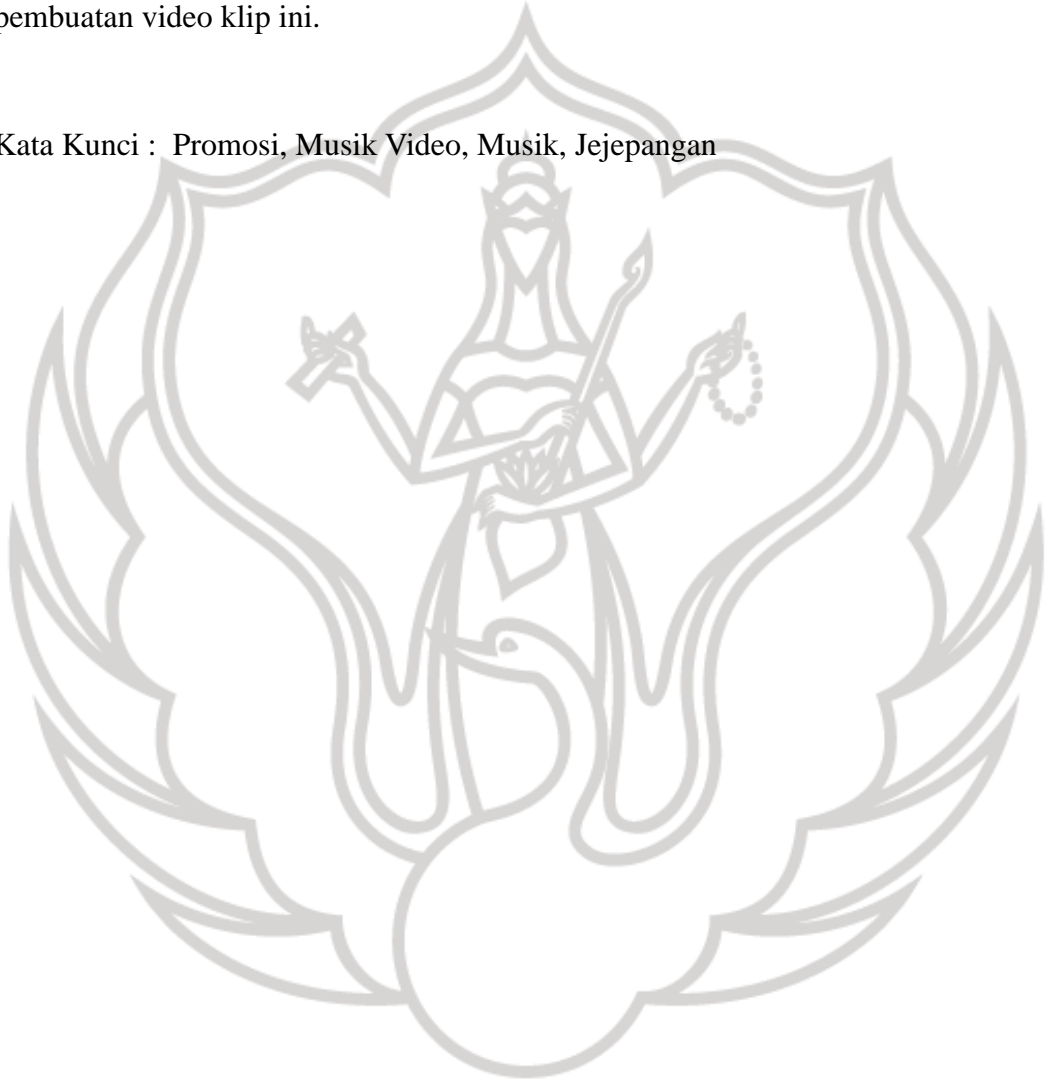 pembuatan video klip ini.
Kata Kunci : Promosi, Musik Video, Musik, Jejepangan